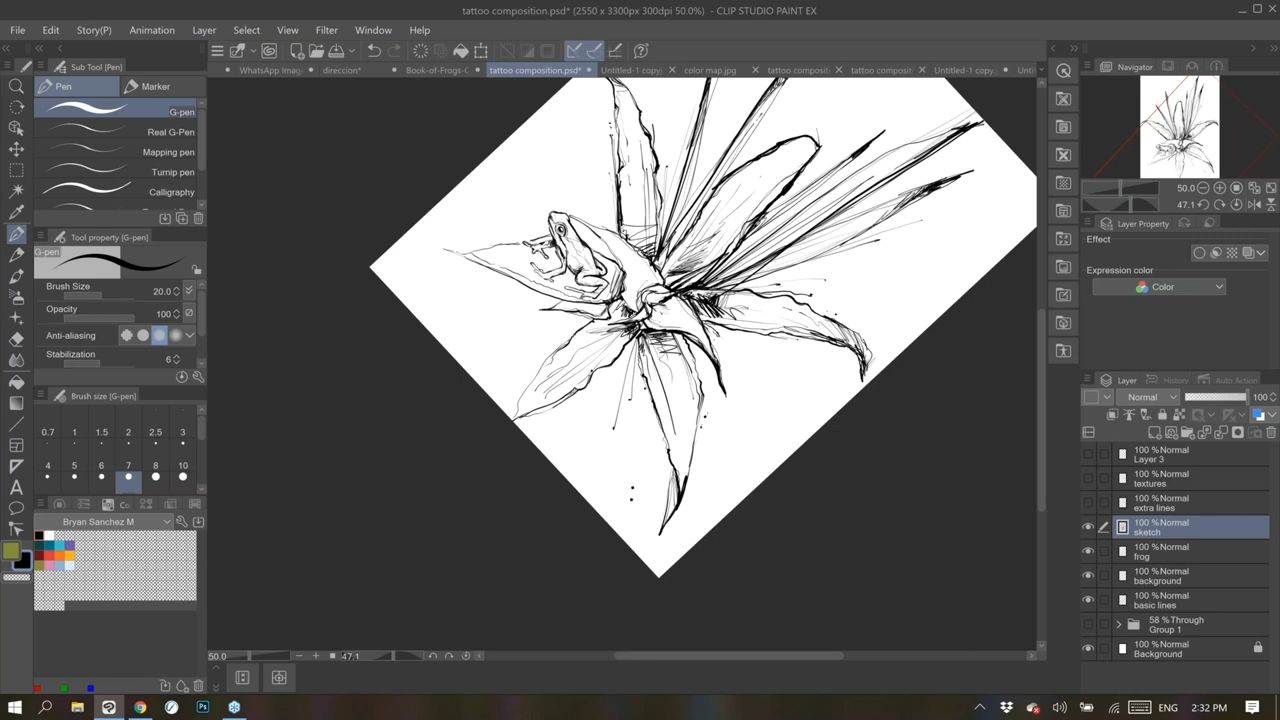 tattoo composition.psd* (2550 x 3300px 300dpi 50.0%) - CLIP STUDIO PAINT EX
File Edit Story(P) Animation Layer Select View Filter Window Help
Sub Tool [Pen]
WhatsApp Imag
direccion*
Book-of-Frogs-C
tattoo composition.psd*
Untitled-1 copy
color map.jpg
tattoo composit
tattoo composit
Untitled-1 copy.
Unti
Navigator
Pen Marker
G-pen
Real G-Pen
Mapping pen
Turnip pen
Calligraphy
50.0
47.1
Tool property [G-pen]
G-pen
Brush Size 20.0
Opacity 100
Anti-aliasing
Stabilization 6
Layer Property
Effect
Expression color
Color
Brush size [G-pen]
0.7 1 1.5 2 2.5 3
4 5 6 7 8 10
Layer History Auto Action
Normal 100
100 %Normal
Layer 3
100 %Normal
textures
100 %Normal
extra lines
100 %Normal
sketch
100 %Normal
frog
100 %Normal
background
100 %Normal
basic lines
58 %Through
Group 1
100 %Normal
Background
Cc
Bryan Sanchez M
50.0 47.1
ENG 2:32 PM